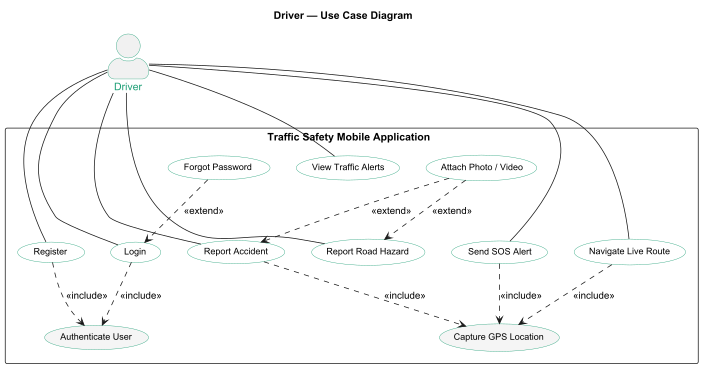 Driver — Use Case Diagram
Driver
Traffic Safety Mobile Application
Forgot Password
View Traffic Alerts
Attach Photo / Video
«extend»
«extend»
«extend»
Register
Login
Report Accident
Report Road Hazard
Send SOS Alert
Navigate Live Route
«include»
«include»
«include»
«include»
«include»
Authenticate User
Capture GPS Location